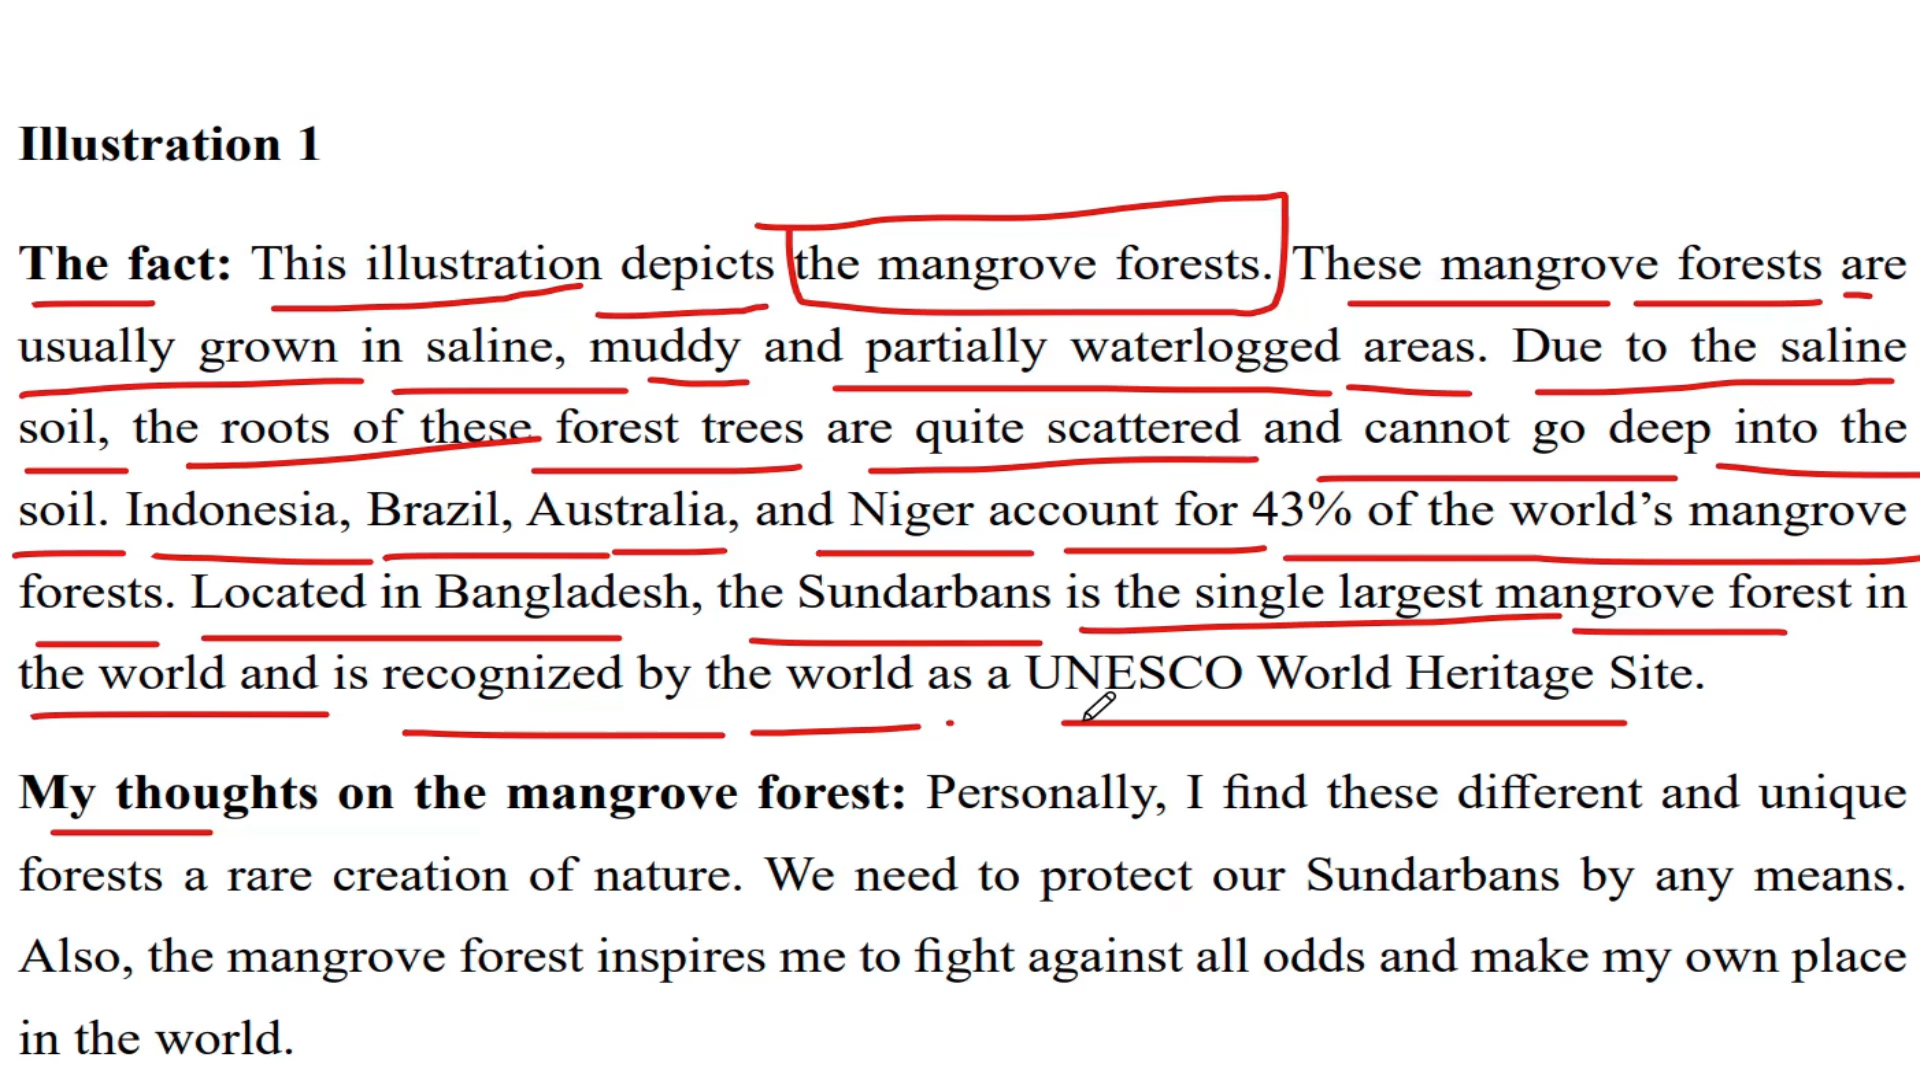 Illustration 1
The fact: This illustration depicts the mangrove forests. These mangrove forests are
usually grown in saline, muddy and partially waterlogged areas. Due to the saline
soil, the roots of these forest trees are quite scattered and cannot go deep into the
soil. Indonesia, Brazil, Australia, and Niger account for 43% of the world’s mangrove
forests. Located in Bangladesh, the Sundarbans is the single largest mangrove forest in
the world and is recognized by the world as a UNESCO World Heritage Site.
My thoughts on the mangrove forest: Personally, I find these different and unique
forests a rare creation of nature. We need to protect our Sundarbans by any means.
Also, the mangrove forest inspires me to fight against all odds and make my own place
in the world.